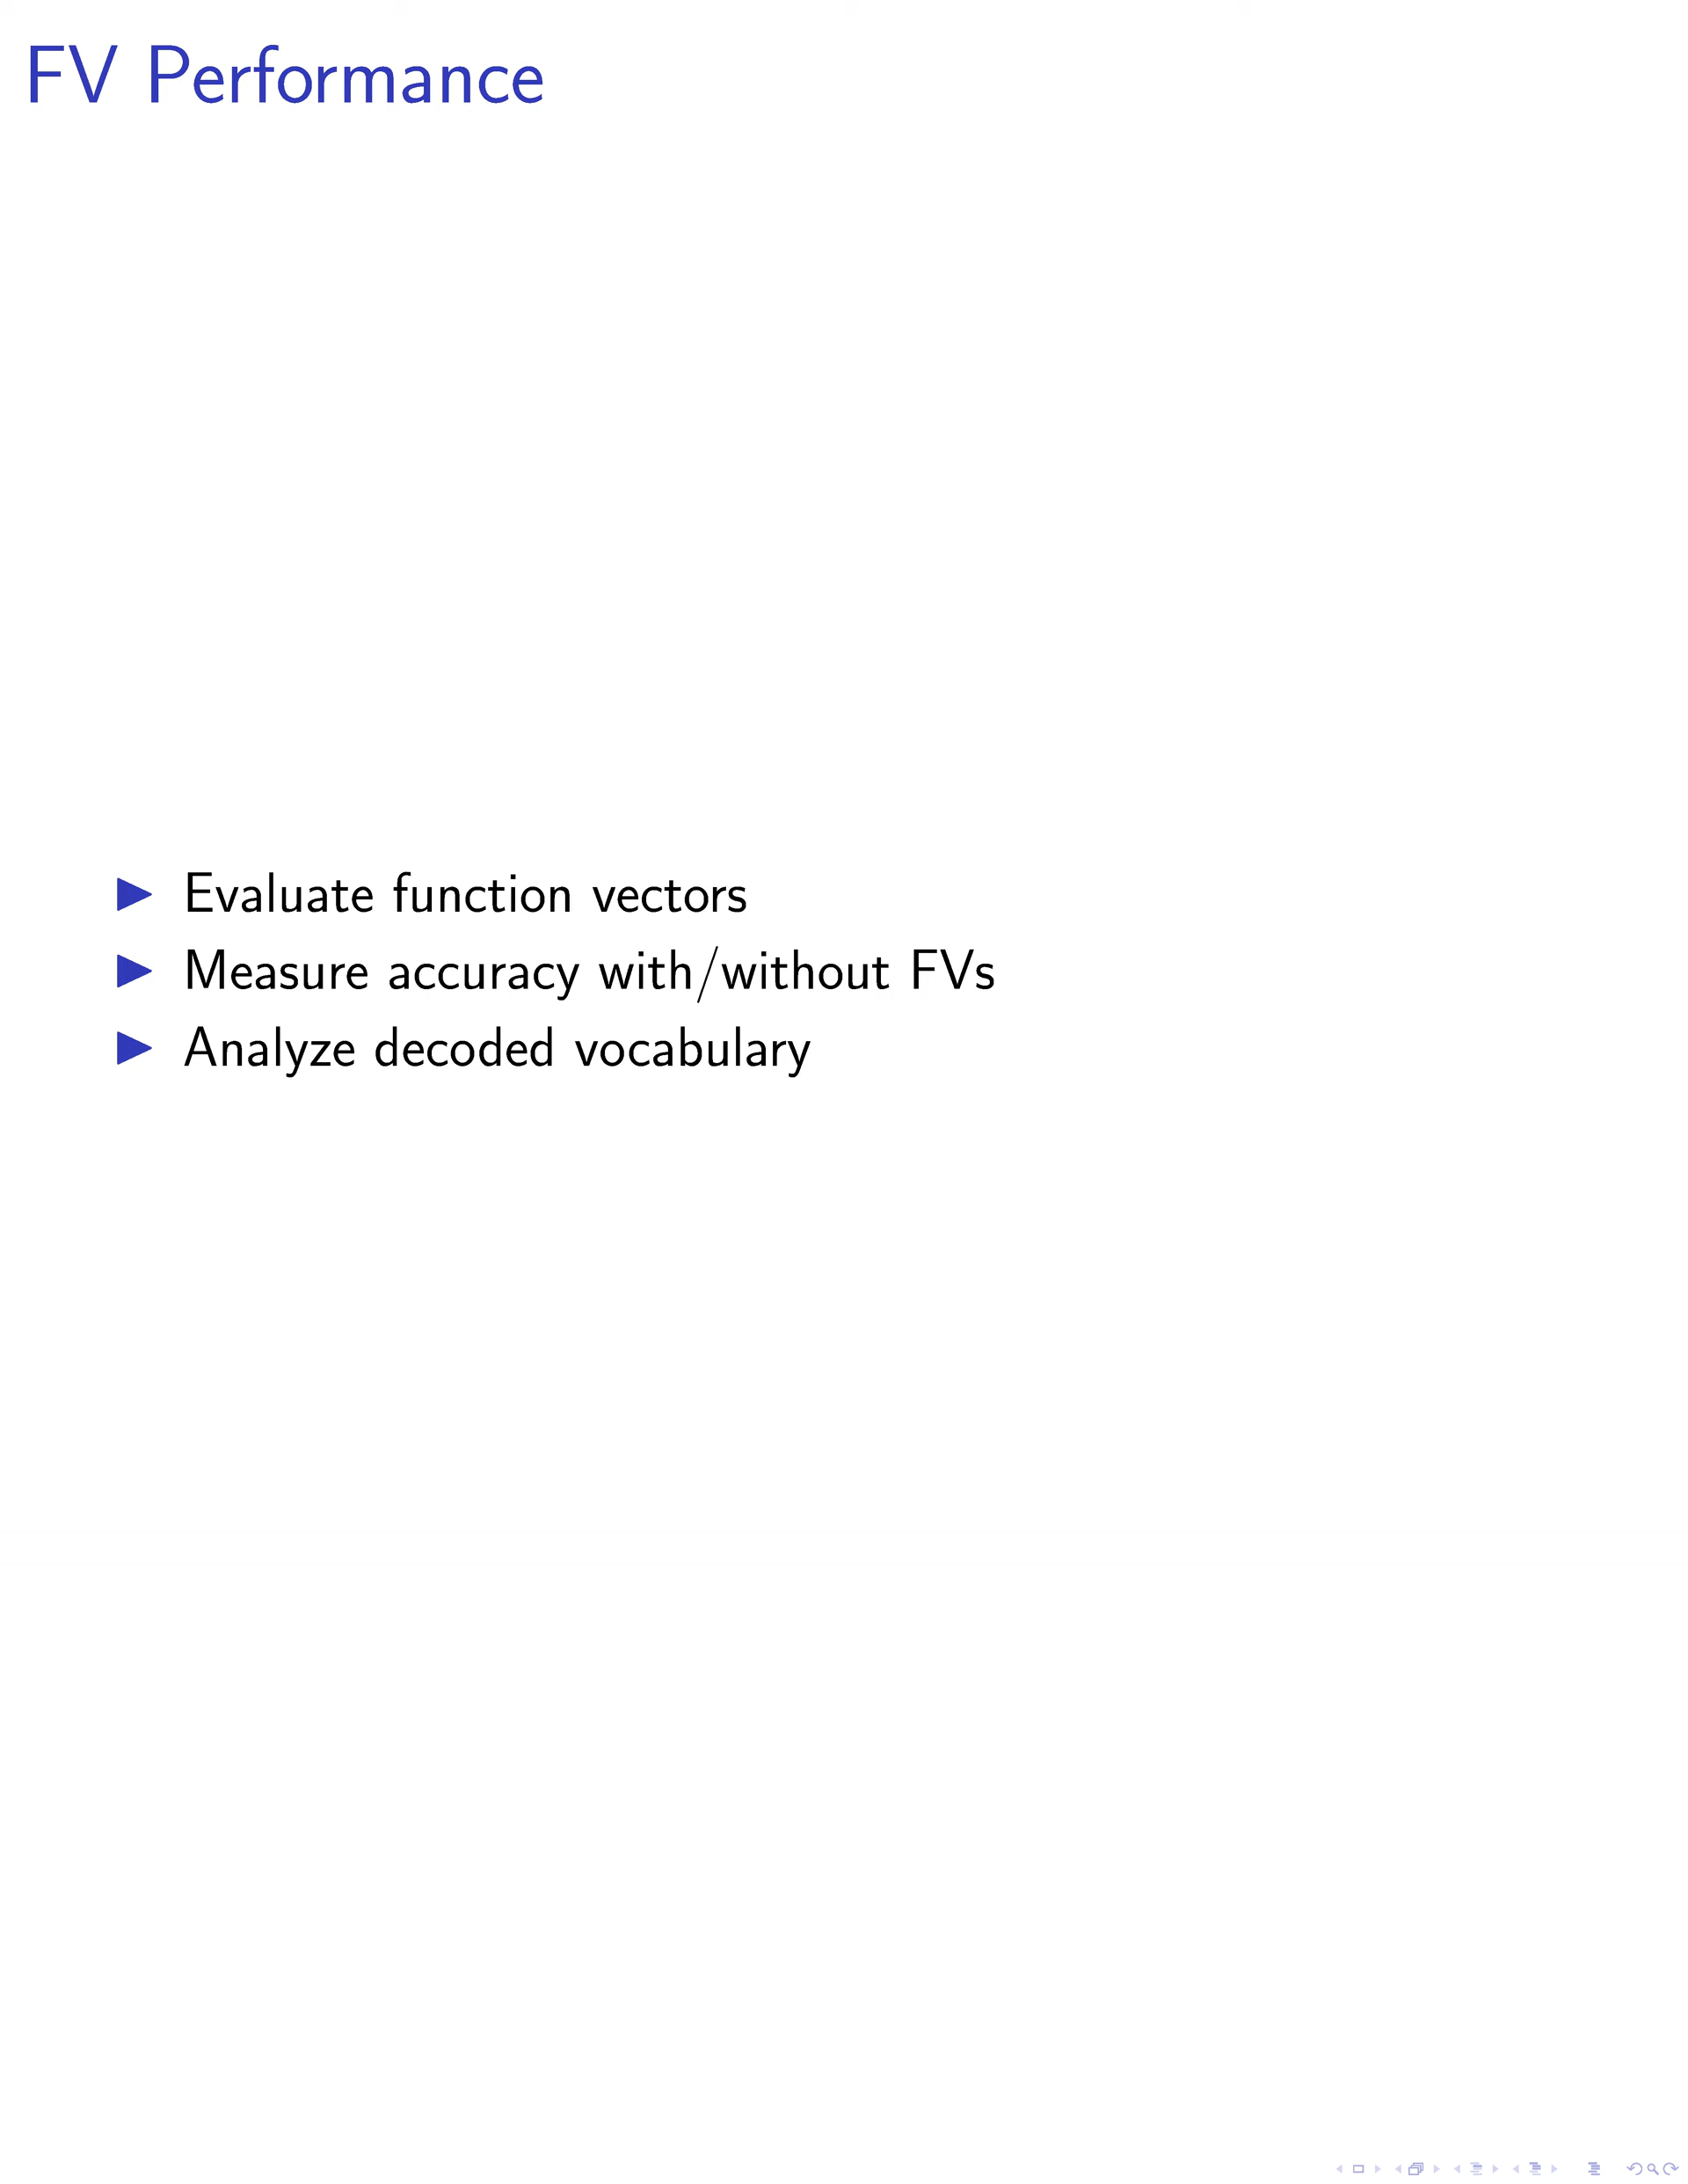 FV Performance
Evaluate function vectors
Measure accuracy with/without FVs
Analyze decoded vocabulary